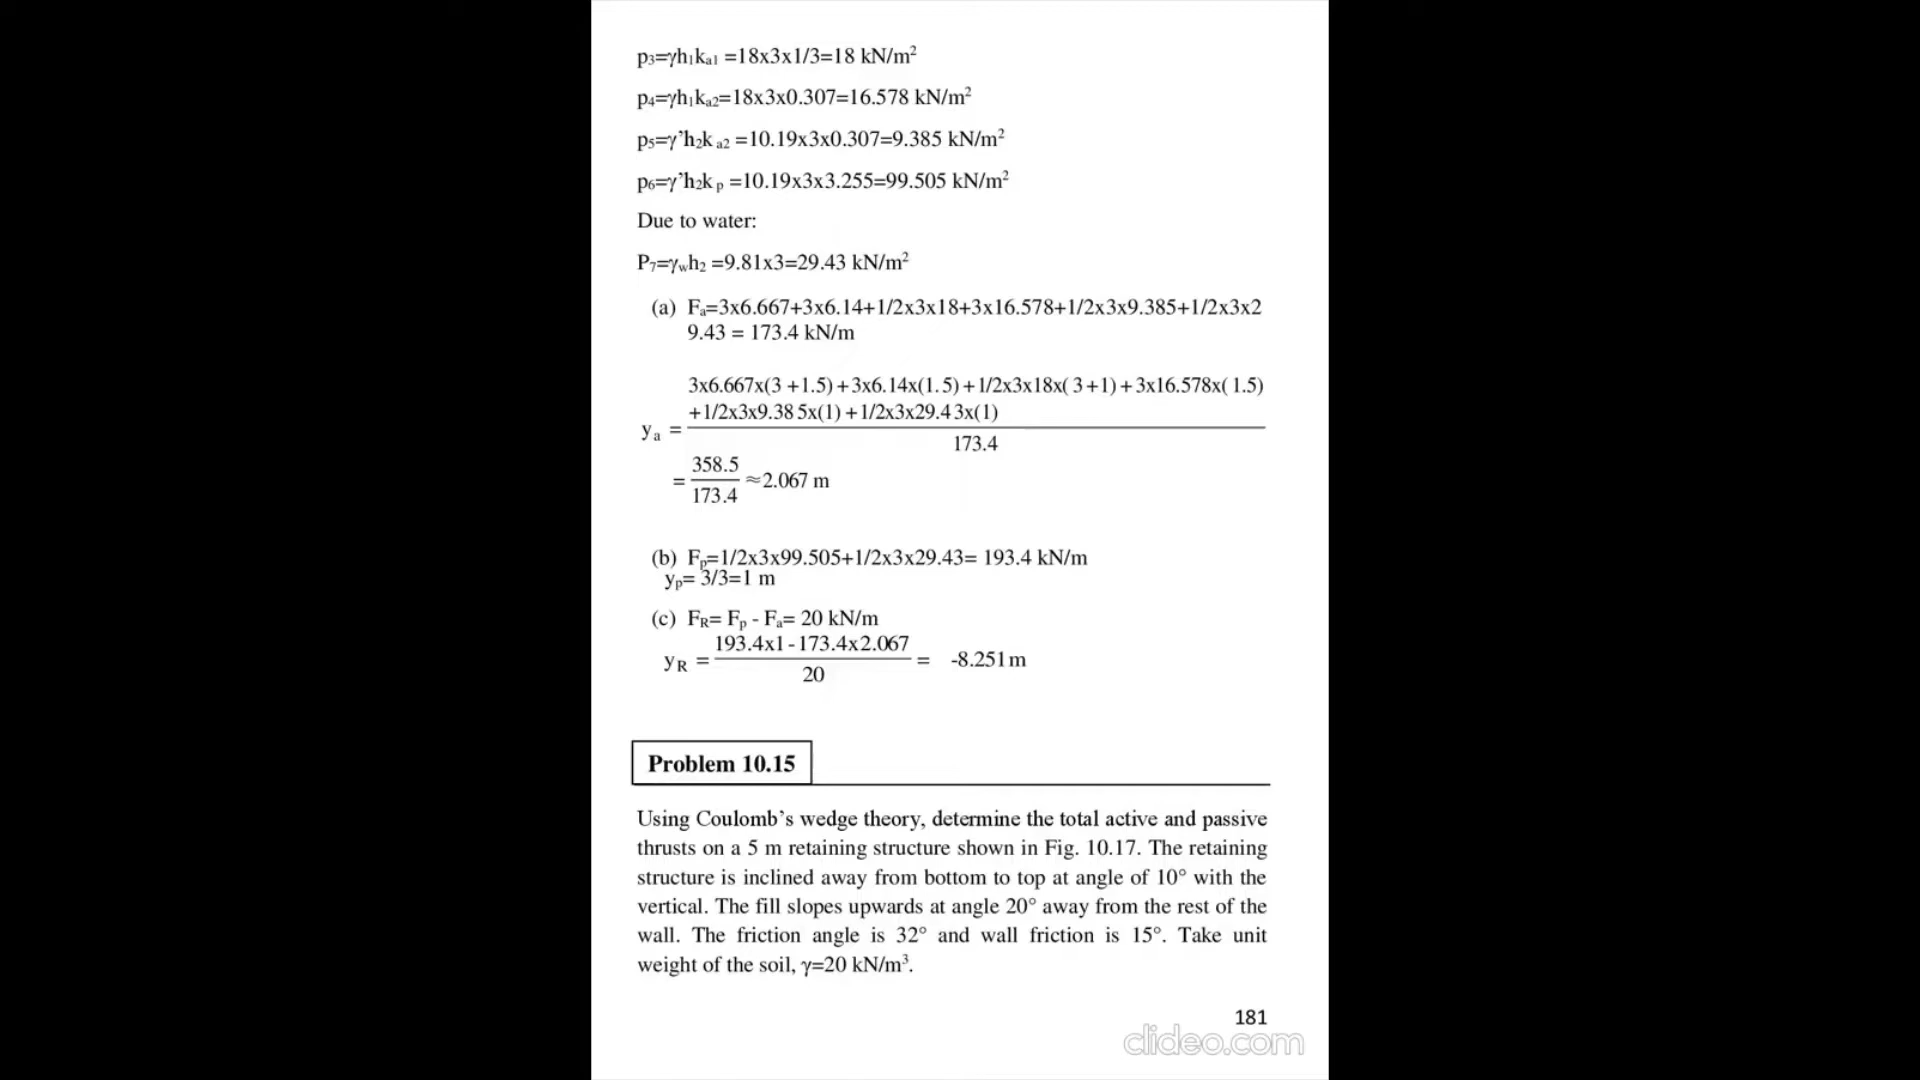 p₃=γh₁kₐ₁ =18x3x1/3=18 kN/m²
p₄=γh₁kₐ₂=18x3x0.307=16.578 kN/m²
p₅=γ’h₂k ₐ₂ =10.19x3x0.307=9.385 kN/m²
p₆=γ’h₂k ₚ =10.19x3x3.255=99.505 kN/m²
Due to water:
P₇=γ_wh₂ =9.81x3=29.43 kN/m²
(a) Fₐ=3x6.667+3x6.14+1/2x3x18+3x16.578+1/2x3x9.385+1/2x3x2
9.43 = 173.4 kN/m
3x6.667x(3 +1.5) +3x6.14x(1.5) +1/2x3x18x( 3 +1) +3x16.578x( 1.5)
+1/2x3x9.38 5x(1) +1/2x3x29.4 3x(1)
yₐ =
173.4
358.5
= ≈2.067 m
173.4
(b) Fₚ=1/2x3x99.505+1/2x3x29.43= 193.4 kN/m
yₚ= 3/3=1 m
(c) F_R= Fₚ - Fₐ= 20 kN/m
193.4x1 - 173.4x2.067
y_R = = -8.251 m
20
Problem 10.15
Using Coulomb’s wedge theory, determine the total active and passive
thrusts on a 5 m retaining structure shown in Fig. 10.17. The retaining
structure is inclined away from bottom to top at angle of 10° with the
vertical. The fill slopes upwards at angle 20° away from the rest of the
wall. The friction angle is 32° and wall friction is 15°. Take unit
weight of the soil, γ=20 kN/m³.
181
clideo.com